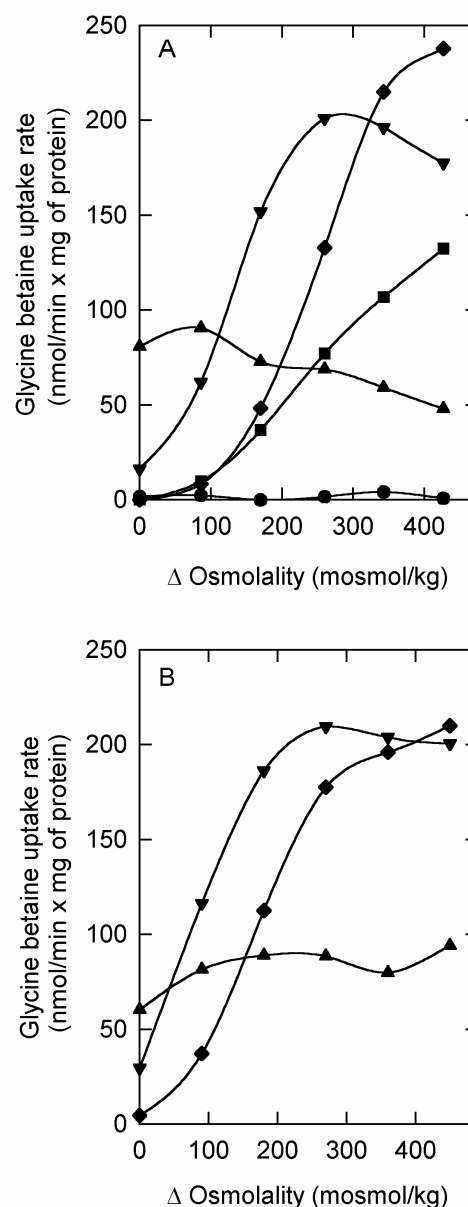 A
250
200
150
100
50
0
Glycine betaine uptake rate
(nmol/min x mg of protein)
0 100 200 300 400
Δ Osmolality (mosmol/kg)
B
250
200
150
100
50
0
Glycine betaine uptake rate
(nmol/min x mg of protein)
0 100 200 300 400
Δ Osmolality (mosmol/kg)